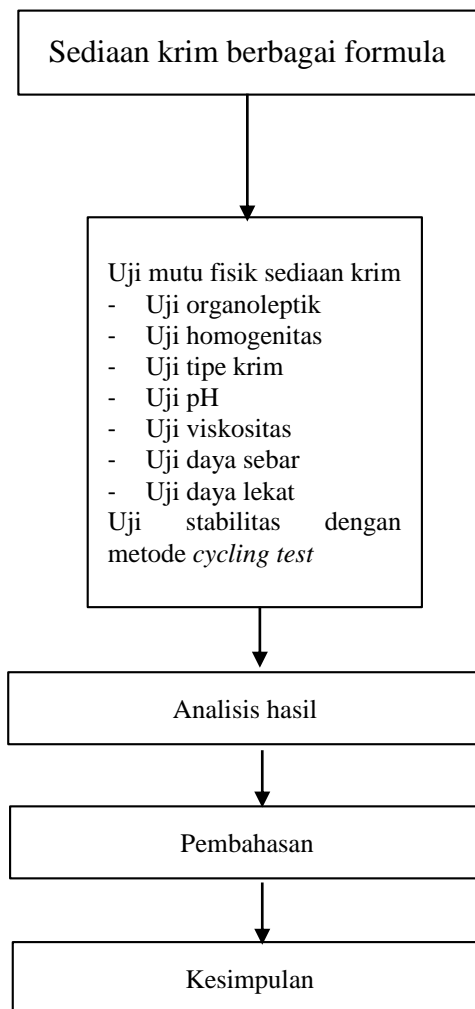 Sediaan krim berbagai formula
Uji mutu fisik sediaan krim
- Uji organoleptik
- Uji homogenitas
- Uji tipe krim
- Uji pH
- Uji viskositas
- Uji daya sebar
- Uji daya lekat
Uji stabilitas dengan
metode cycling test
Analisis hasil
Pembahasan
Kesimpulan